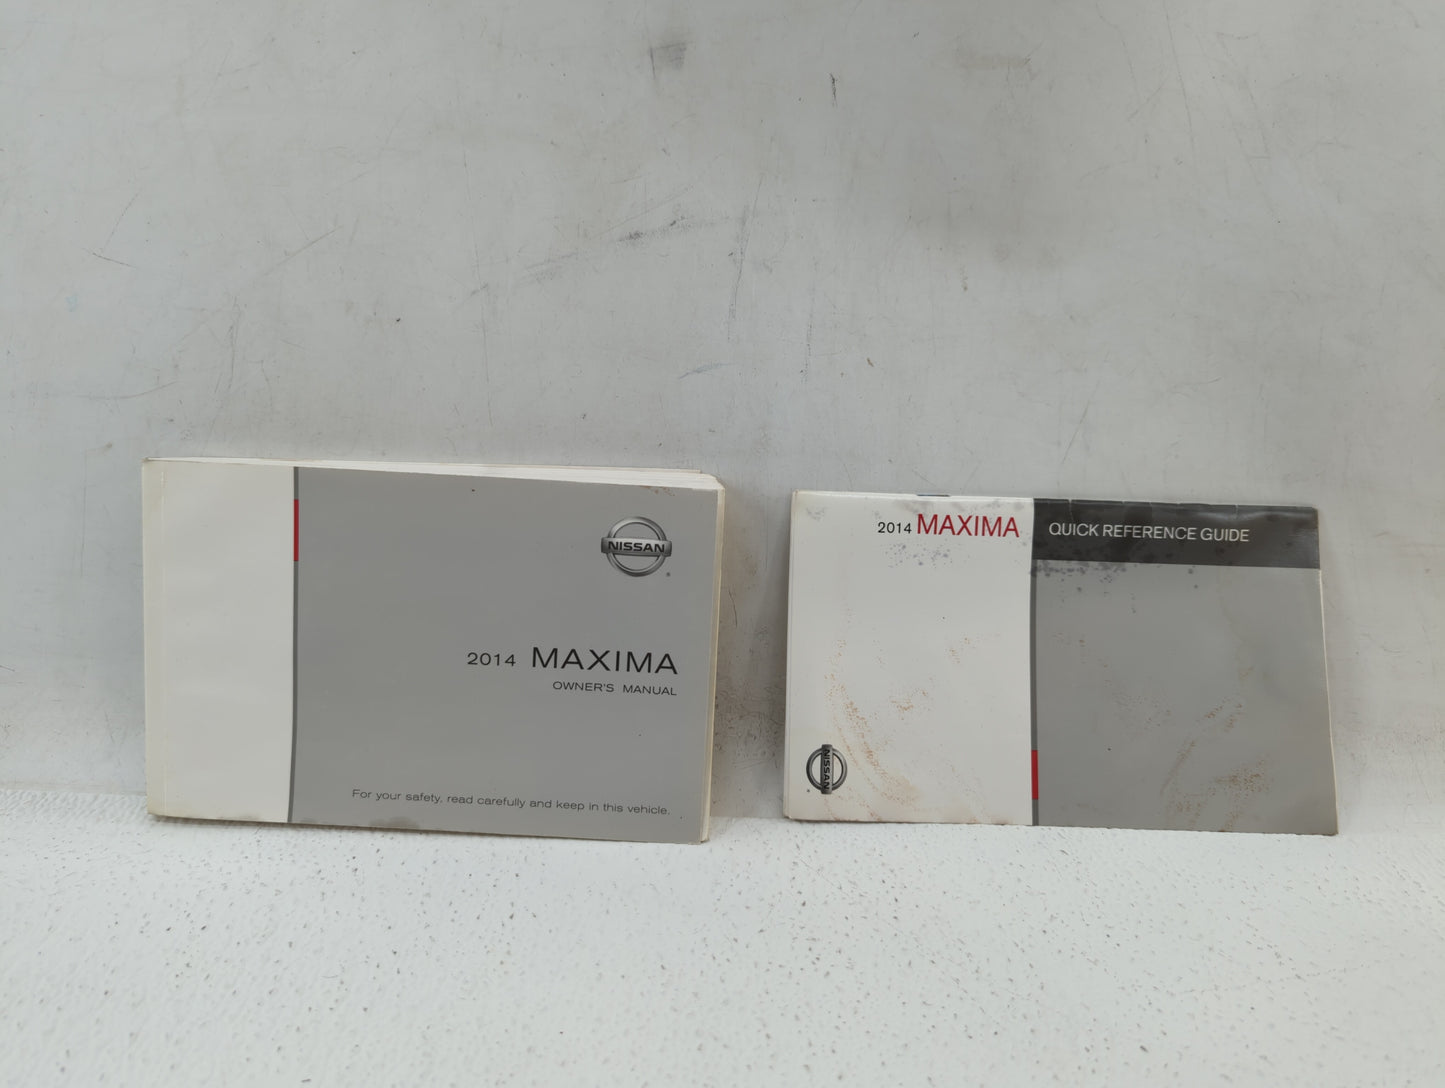 NISSAN
2014 MAXIMA
OWNER'S MANUAL
For your safety, read carefully and keep in this vehicle.
2014 MAXIMA
QUICK REFERENCE GUIDE
NISSAN